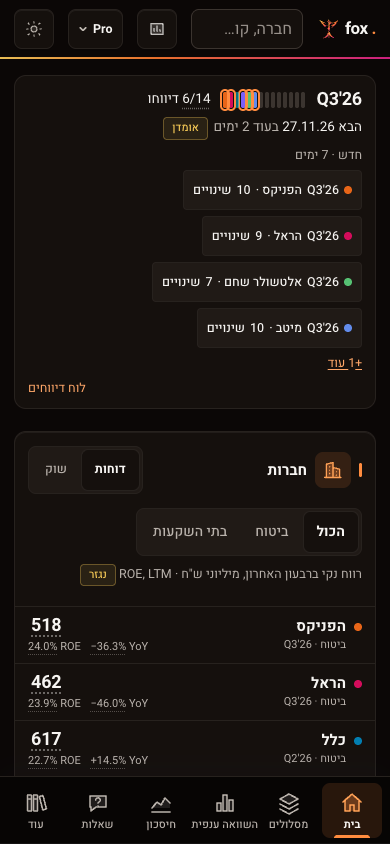 fox.
חברה, קו...
Pro
Q3'26
6/14 דיווחו
הבא 27.11.26 בעוד 2 ימים אומדן
חדש · 7 ימים
Q3'26 הפניקס · 10 שינויים
Q3'26 הראל · 9 שינויים
Q3'26 אלטשולר שחם · 7 שינויים
Q3'26 מיטב · 10 שינויים
+1 עוד
לוח דיווחים
חברות
דוחות
שוק
הכול
ביטוח
בתי השקעות
רווח נקי ברבעון האחרון, מיליוני ש"ח · ROE, LTM נגזר
הפניקס 518
ביטוח · Q3'26 −36.3% YoY 24.0% ROE
הראל 462
ביטוח · Q3'26 −46.0% YoY 23.9% ROE
כלל 617
ביטוח · Q2'26 +14.5% YoY 22.7% ROE
בית
מסלולים
השוואה ענפית
חיסכון
שאלות
עוד